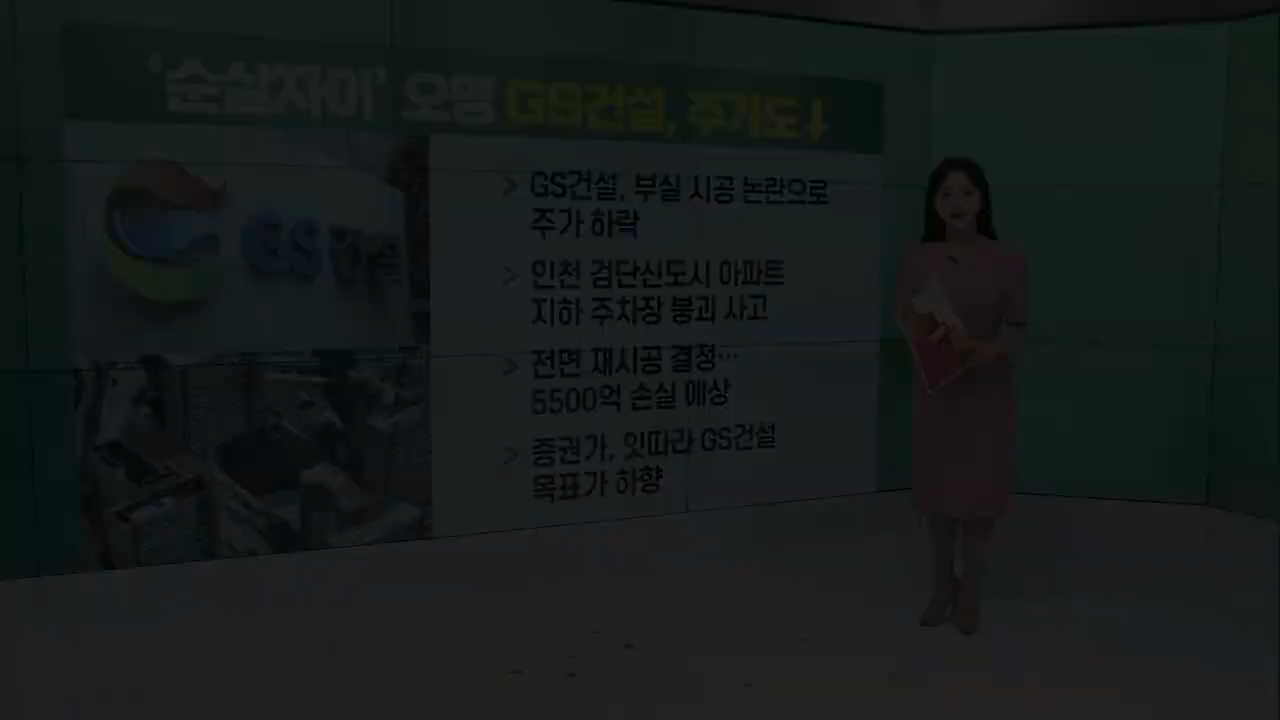 ‘순살자이’ 오명 GS건설, 주가도↓
GS건설
> GS건설, 부실 시공 논란으로
주가 하락
> 인천 검단신도시 아파트
지하 주차장 붕괴 사고
> 전면 재시공 결정…
5500억 손실 예상
> 증권가, 잇따라 GS건설
목표가 하향